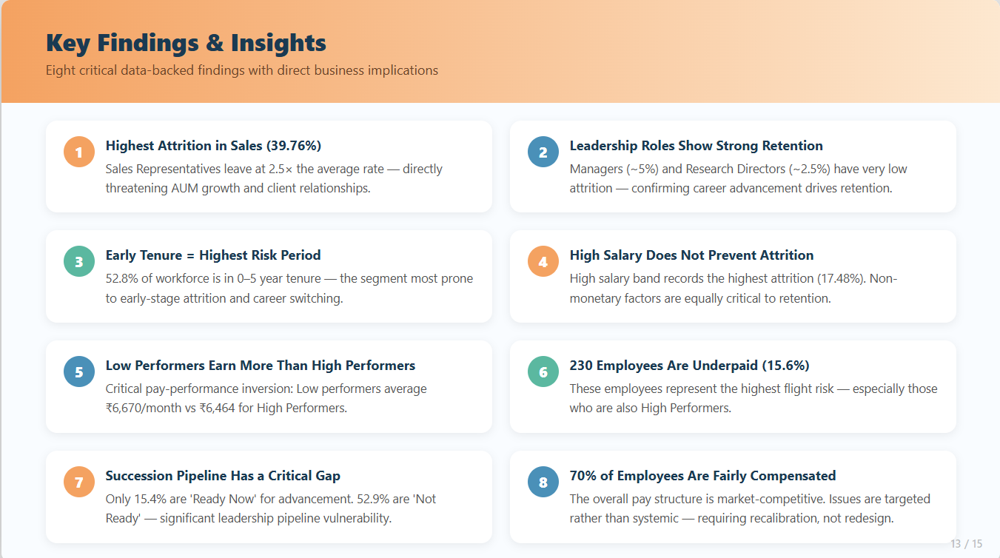 Key Findings & Insights
Eight critical data-backed findings with direct business implications
1
Highest Attrition in Sales (39.76%)
Sales Representatives leave at 2.5× the average rate — directly
threatening AUM growth and client relationships.
2
Leadership Roles Show Strong Retention
Managers (~5%) and Research Directors (~2.5%) have very low
attrition — confirming career advancement drives retention.
3
Early Tenure = Highest Risk Period
52.8% of workforce is in 0–5 year tenure — the segment most prone
to early-stage attrition and career switching.
4
High Salary Does Not Prevent Attrition
High salary band records the highest attrition (17.48%). Non-
monetary factors are equally critical to retention.
5
Low Performers Earn More Than High Performers
Critical pay-performance inversion: Low performers average
₹6,670/month vs ₹6,464 for High Performers.
6
230 Employees Are Underpaid (15.6%)
These employees represent the highest flight risk — especially those
who are also High Performers.
7
Succession Pipeline Has a Critical Gap
Only 15.4% are 'Ready Now' for advancement. 52.9% are 'Not
Ready' — significant leadership pipeline vulnerability.
8
70% of Employees Are Fairly Compensated
The overall pay structure is market-competitive. Issues are targeted
rather than systemic — requiring recalibration, not redesign.
13 / 15